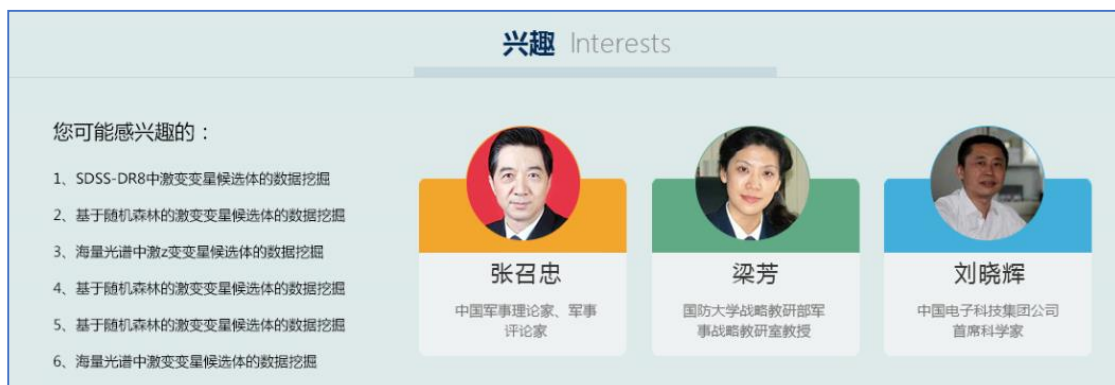 兴趣 Interests
您可能感兴趣的：
1、SDSS-DR8中激变变星候选体的数据挖掘
2、基于随机森林的激变变星候选体的数据挖掘
3、海量光谱中激z变变星候选体的数据挖掘
4、基于随机森林的激变变星候选体的数据挖掘
5、基于随机森林的激变变星候选体的数据挖掘
6、海量光谱中激变变星候选体的数据挖掘
张召忠
中国军事理论家、军事
评论家
梁芳
国防大学战略教研部军
事战略教研室教授
刘晓辉
中国电子科技集团公司
首席科学家